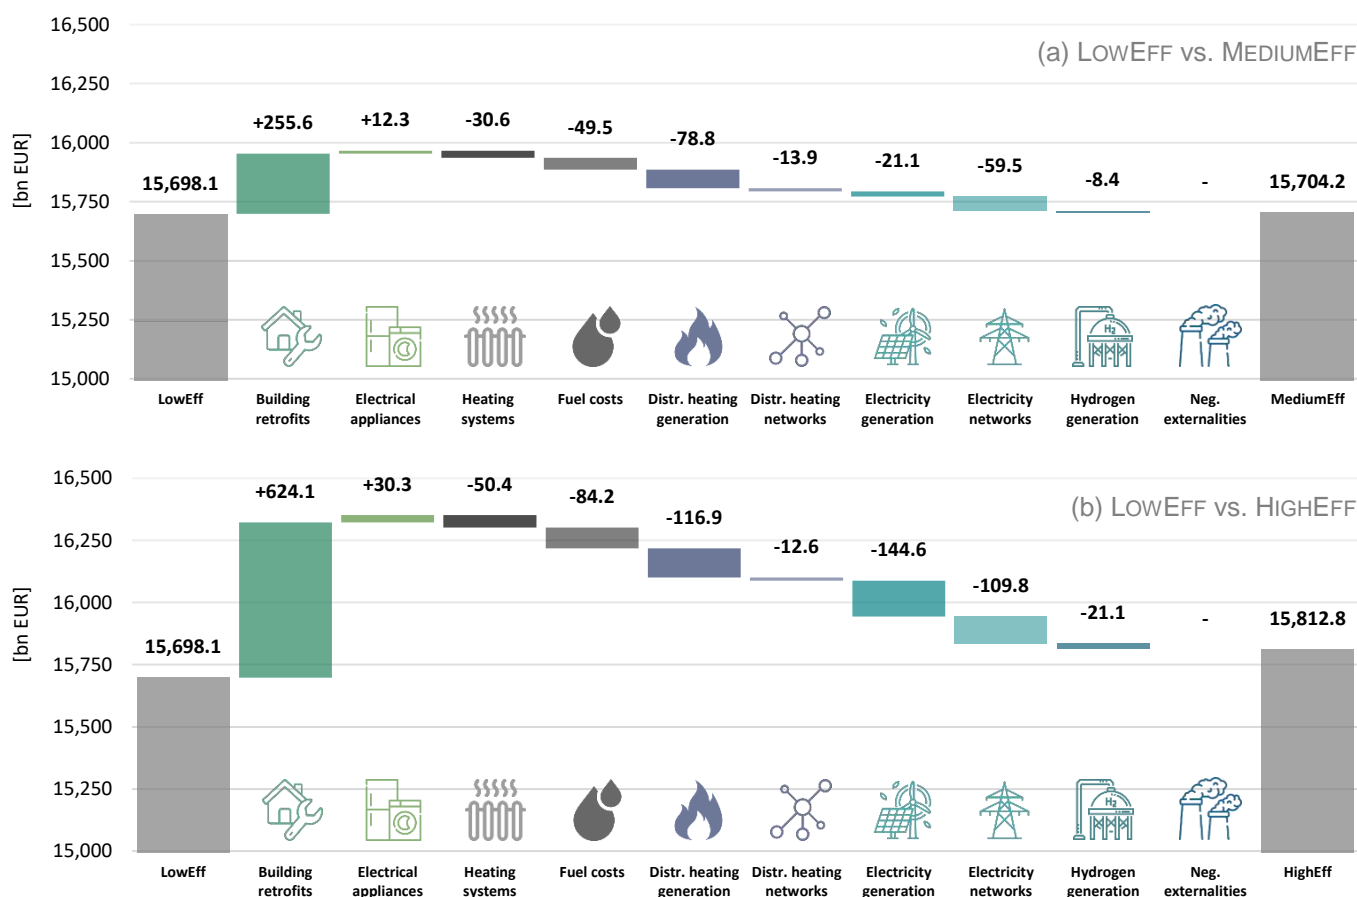 16,500
(a) LOWEFF vs. MEDIUMEFF
16,250
16,000
15,750
15,500
15,250
15,000
[bn EUR]
15,698.1
+255.6
+12.3
-30.6
-49.5
-78.8
-13.9
-21.1
-59.5
-8.4
-
15,704.2
H₂
LowEff
Building
retrofits
Electrical
appliances
Heating
systems
Fuel costs
Distr. heating
generation
Distr. heating
networks
Electricity
generation
Electricity
networks
Hydrogen
generation
Neg.
externalities
MediumEff
16,500
(b) LOWEFF vs. HIGHEFF
16,250
16,000
15,750
15,500
15,250
15,000
[bn EUR]
15,698.1
+624.1
+30.3
-50.4
-84.2
-116.9
-12.6
-144.6
-109.8
-21.1
-
15,812.8
H₂
LowEff
Building
retrofits
Electrical
appliances
Heating
systems
Fuel costs
Distr. heating
generation
Distr. heating
networks
Electricity
generation
Electricity
networks
Hydrogen
generation
Neg.
externalities
HighEff